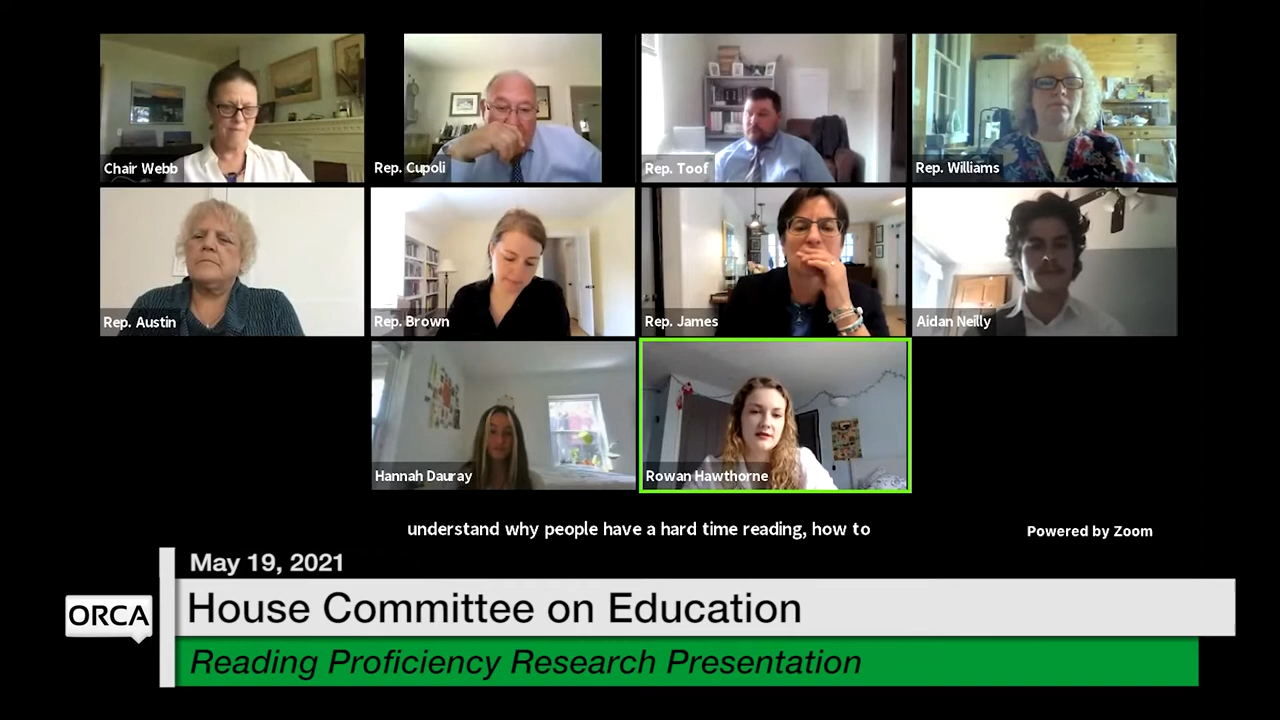 Chair Webb
Rep. Cupoli
Rep. Toof
Rep. Williams
Rep. Austin
Rep. Brown
Rep. James
Aidan Neilly
Hannah Dauray
Rowan Hawthorne
understand why people have a hard time reading, how to
Powered by Zoom
May 19, 2021
ORCA
House Committee on Education
Reading Proficiency Research Presentation